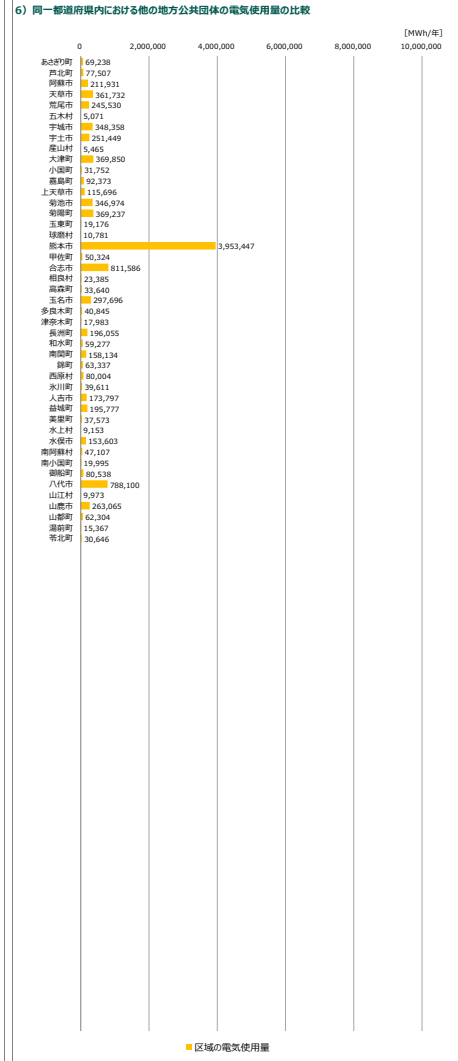 6）同一都道府県内における他の地方公共団体の電気使用量の比較
[MWh/年]
0 2,000,000 4,000,000 6,000,000 8,000,000 10,000,000
あさぎり町 69,238
芦北町 77,507
阿蘇市 211,931
天草市 361,732
荒尾市 245,530
五木村 5,071
宇城市 348,358
宇土市 251,449
産山村 5,465
大津町 369,850
小国町 31,752
嘉島町 92,373
上天草市 115,696
菊池市 346,974
菊陽町 369,237
玉東町 19,176
球磨村 10,781
熊本市 3,953,447
甲佐町 50,324
合志市 811,586
相良村 23,385
高森町 33,640
玉名市 297,696
多良木町 40,845
津奈木町 17,983
長洲町 196,055
和水町 59,277
南関町 158,134
錦町 63,337
西原村 80,004
氷川町 39,611
人吉市 173,797
益城町 195,777
美里町 37,573
水上村 9,153
水俣市 153,603
南阿蘇村 47,107
南小国町 19,995
御船町 80,538
八代市 788,100
山江村 9,973
山鹿市 263,065
山都町 62,304
湯前町 15,367
苓北町 30,646
区域の電気使用量